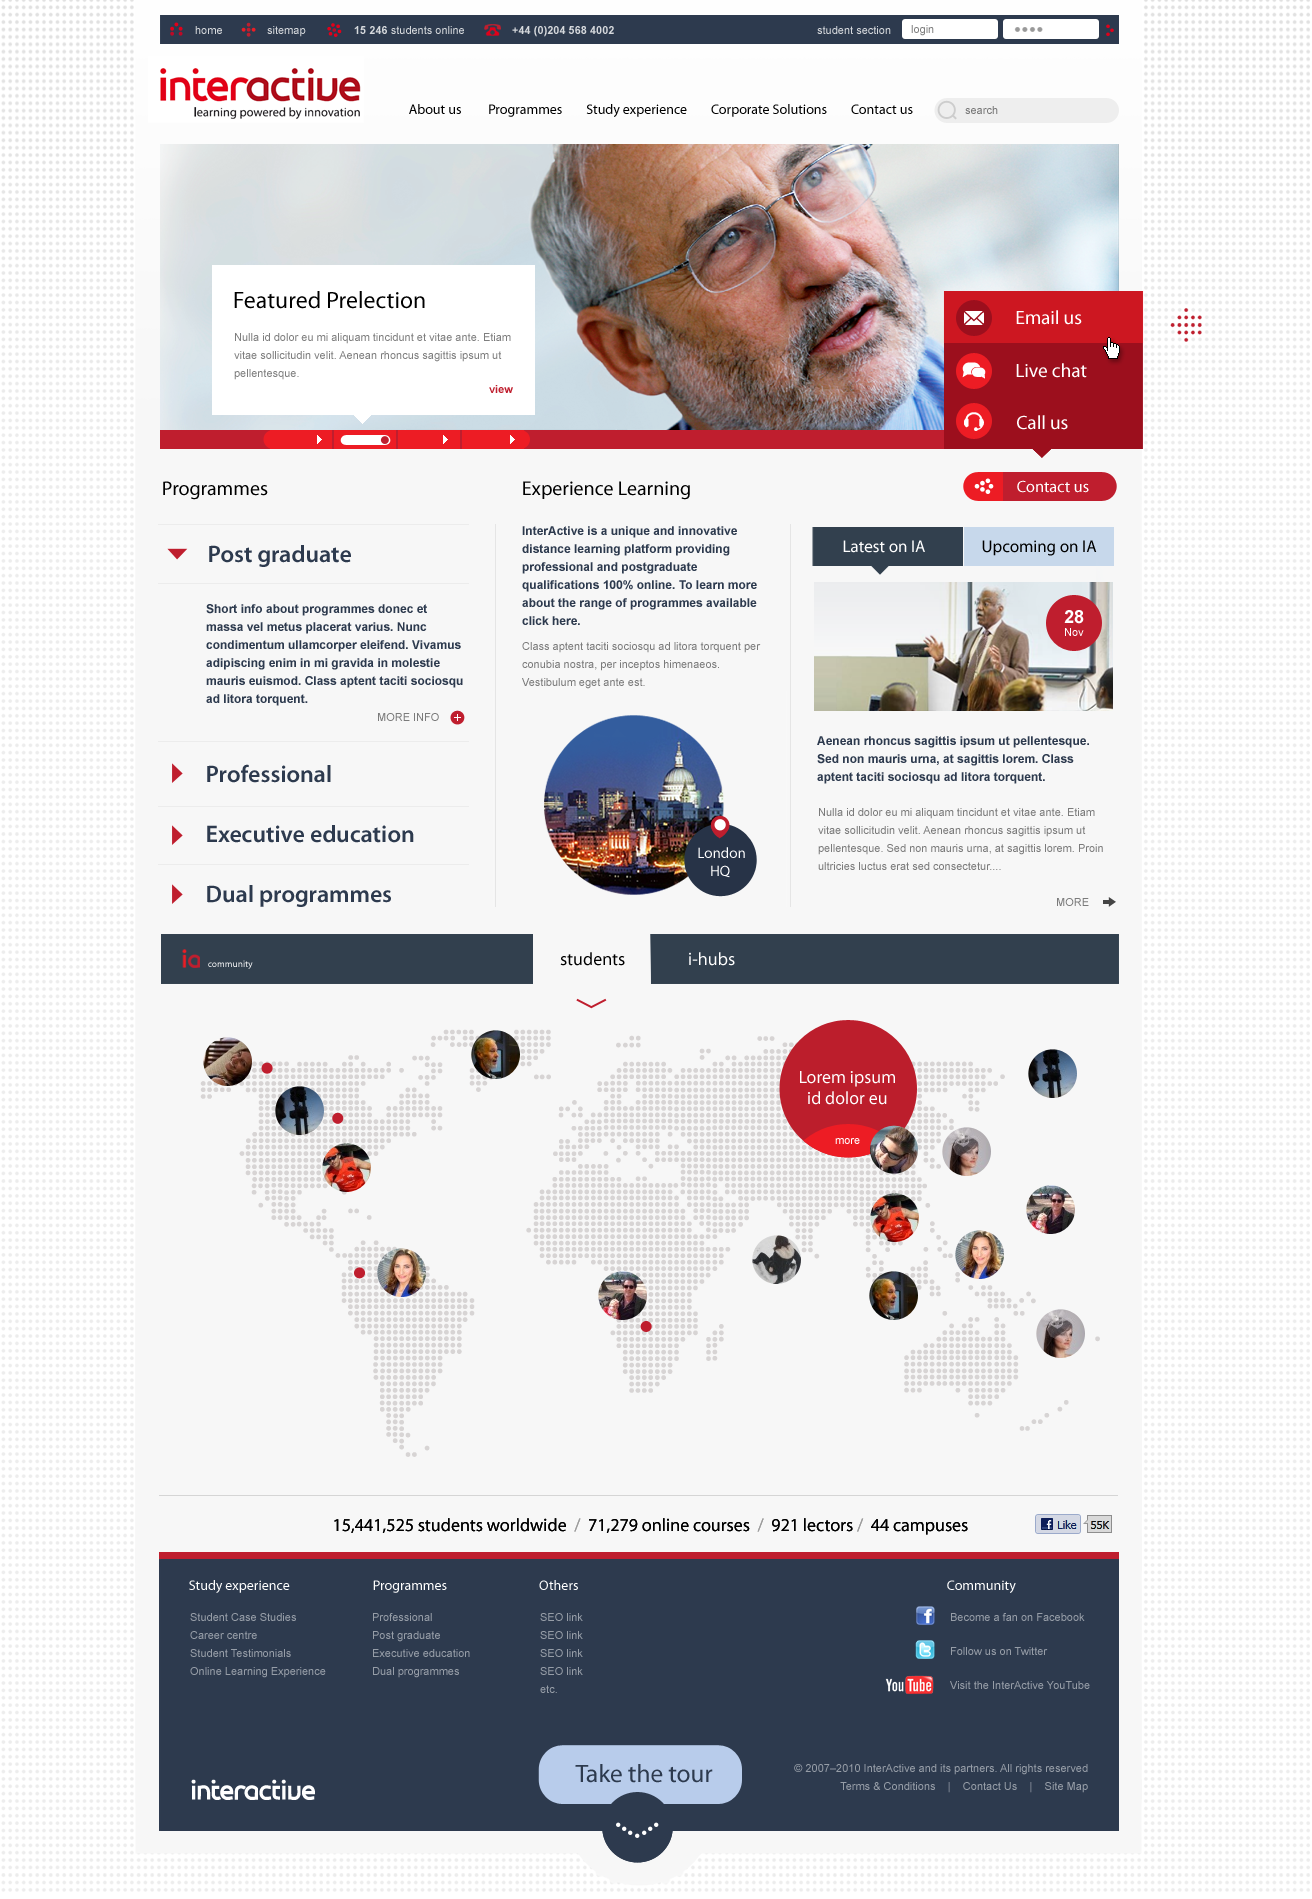 home
sitemap
15 246 students online
+44 (0)204 568 4002
student section
login
interactive
learning powered by innovation
About us
Programmes
Study experience
Corporate Solutions
Contact us
search
Featured Prelection
Nulla id dolor eu mi aliquam tincidunt et vitae ante. Etiam
vitae sollicitudin velit. Aenean rhoncus sagittis ipsum ut
pellentesque.
view
Email us
Live chat
Call us
Contact us
Programmes
Post graduate
Short info about programmes donec et
massa vel metus placerat varius. Nunc
condimentum ullamcorper eleifend. Vivamus
adipiscing enim in mi gravida in molestie
mauris euismod. Class aptent taciti sociosqu
ad litora torquent.
MORE INFO
Professional
Executive education
Dual programmes
Experience Learning
InterActive is a unique and innovative
distance learning platform providing
professional and postgraduate
qualifications 100% online. To learn more
about the range of programmes available
click here.
Class aptent taciti sociosqu ad litora torquent per
conubia nostra, per inceptos himenaeos.
Vestibulum eget ante est.
London
HQ
Latest on IA
Upcoming on IA
28
Nov
Aenean rhoncus sagittis ipsum ut pellentesque.
Sed non mauris urna, at sagittis lorem. Class
aptent taciti sociosqu ad litora torquent.
Nulla id dolor eu mi aliquam tincidunt et vitae ante. Etiam
vitae sollicitudin velit. Aenean rhoncus sagittis ipsum ut
pellentesque. Sed non mauris urna, at sagittis lorem. Proin
ultricies luctus erat sed consectetur....
MORE
ia community
students
i-hubs
Lorem ipsum
id dolor eu
more
15,441,525 students worldwide / 71,279 online courses / 921 lectors / 44 campuses
Like
55K
Study experience
Student Case Studies
Career centre
Student Testimonials
Online Learning Experience
Programmes
Professional
Post graduate
Executive education
Dual programmes
Others
SEO link
SEO link
SEO link
SEO link
etc.
Community
f
Become a fan on Facebook
t
Follow us on Twitter
YouTube
Visit the InterActive YouTube
interactive
Take the tour
© 2007–2010 InterActive and its partners. All rights reserved
Terms & Conditions | Contact Us | Site Map